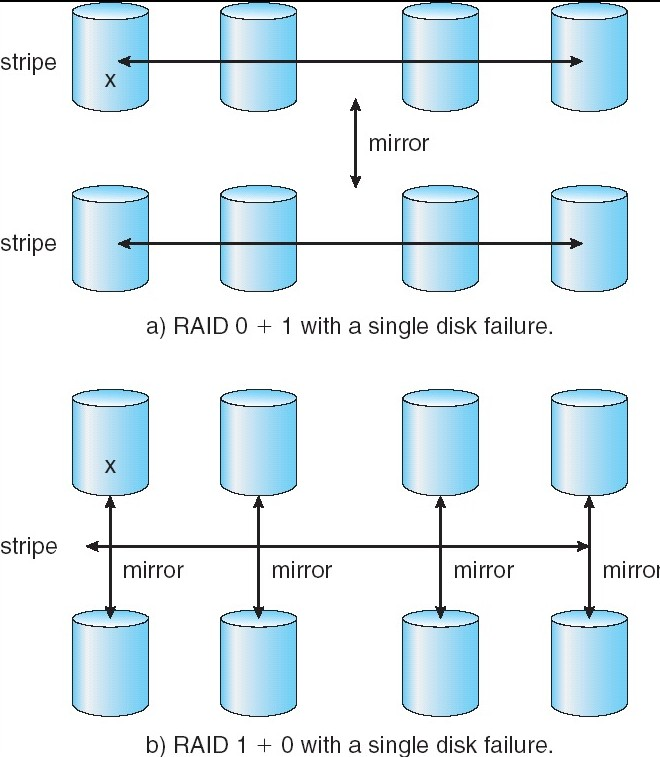 stripe
x
mirror
stripe
a) RAID 0 + 1 with a single disk failure.
x
stripe
mirror mirror mirror mirror
b) RAID 1 + 0 with a single disk failure.